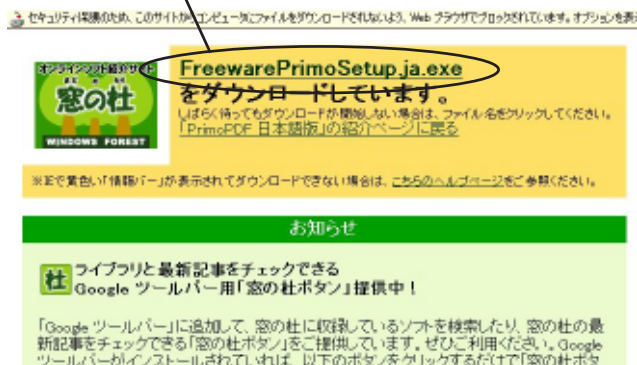 セキュリティ保護のため、このサイトからコンピュータにファイルをダウンロードされないよう、Web ブラウザでブロックされています。オプションを表示
オンラインソフト紹介サイト
窓の杜
まど もり
WINDOWS FOREST
FreewarePrimoSetup.ja.exe
をダウンロードしています。
しばらく待ってもダウンロードが開始しない場合は、ファイル名をクリックしてください。
「PrimoPDF 日本語版」の紹介ページに戻る
※IEで黄色い「情報バー」が表示されてダウンロードできない場合は、こちらのヘルプページをご参照ください。
お知らせ
杜
ライブラリと最新記事をチェックできる
Google ツールバー用「窓の杜ボタン」提供中！
「Google ツールバー」に追加して、窓の杜に収録しているソフトを検索したり、窓の杜の最
新記事をチェックできる「窓の杜ボタン」をご提供しています。ぜひご利用ください。Google
ツールバーがインストールされていれば、以下のボタンをクリックするだけで「窓の杜ボタ